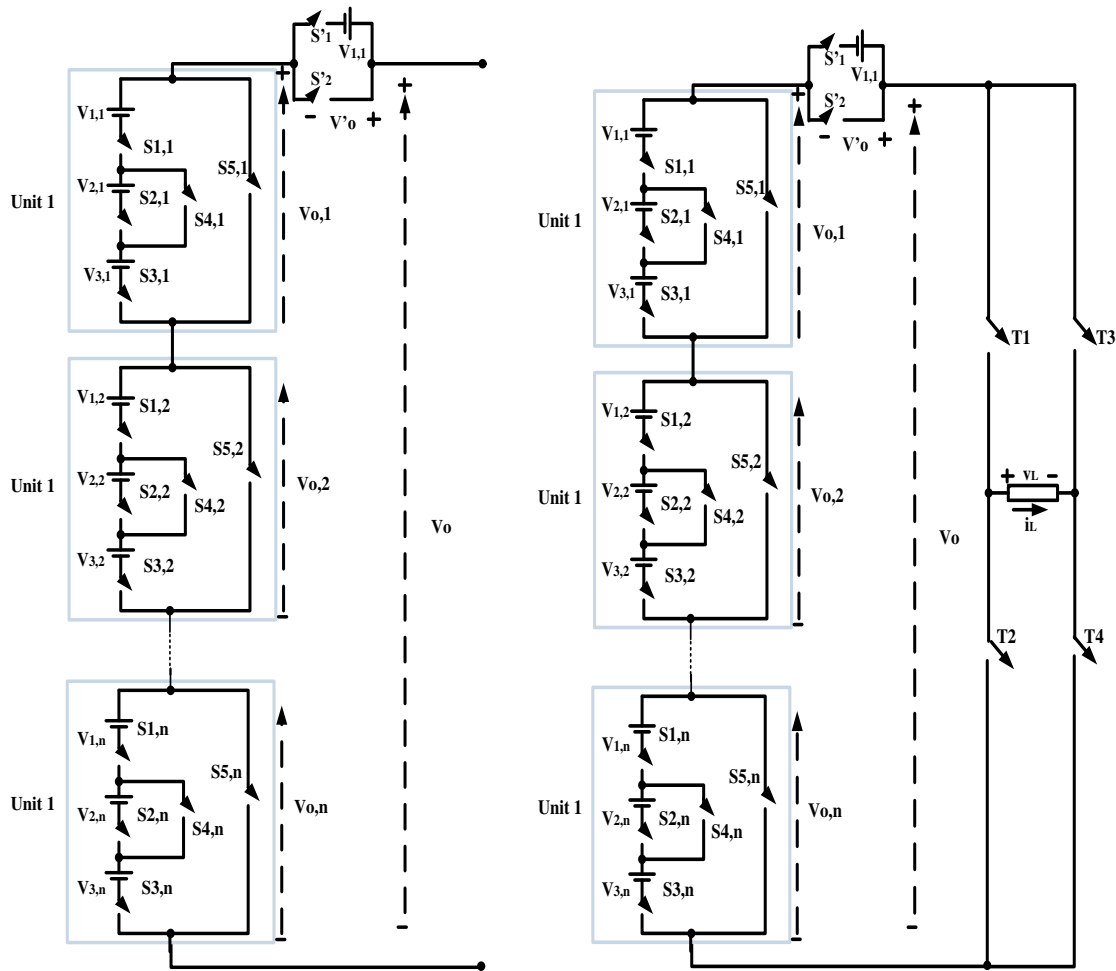 S'1
V1,1
S'2
+
- V'o +
+
V1,1
S1,1
V2,1
S2,1
S4,1
S5,1
Unit 1
V3,1
S3,1
Vo,1
V1,2
S1,2
V2,2
S2,2
S4,2
S5,2
Unit 1
V3,2
S3,2
Vo,2
-
Vo
V1,n
S1,n
V2,n
S2,n
S4,n
S5,n
Unit 1
V3,n
S3,n
Vo,n
-
-
S'1
V1,1
S'2
+
- V'o +
+
V1,1
S1,1
V2,1
S2,1
S4,1
S5,1
Unit 1
V3,1
S3,1
Vo,1
V1,2
S1,2
V2,2
S2,2
S4,2
S5,2
Unit 1
V3,2
S3,2
Vo,2
-
Vo
V1,n
S1,n
V2,n
S2,n
S4,n
S5,n
Unit 1
V3,n
S3,n
Vo,n
-
-
T1
T3
+ vL -
iL
T2
T4